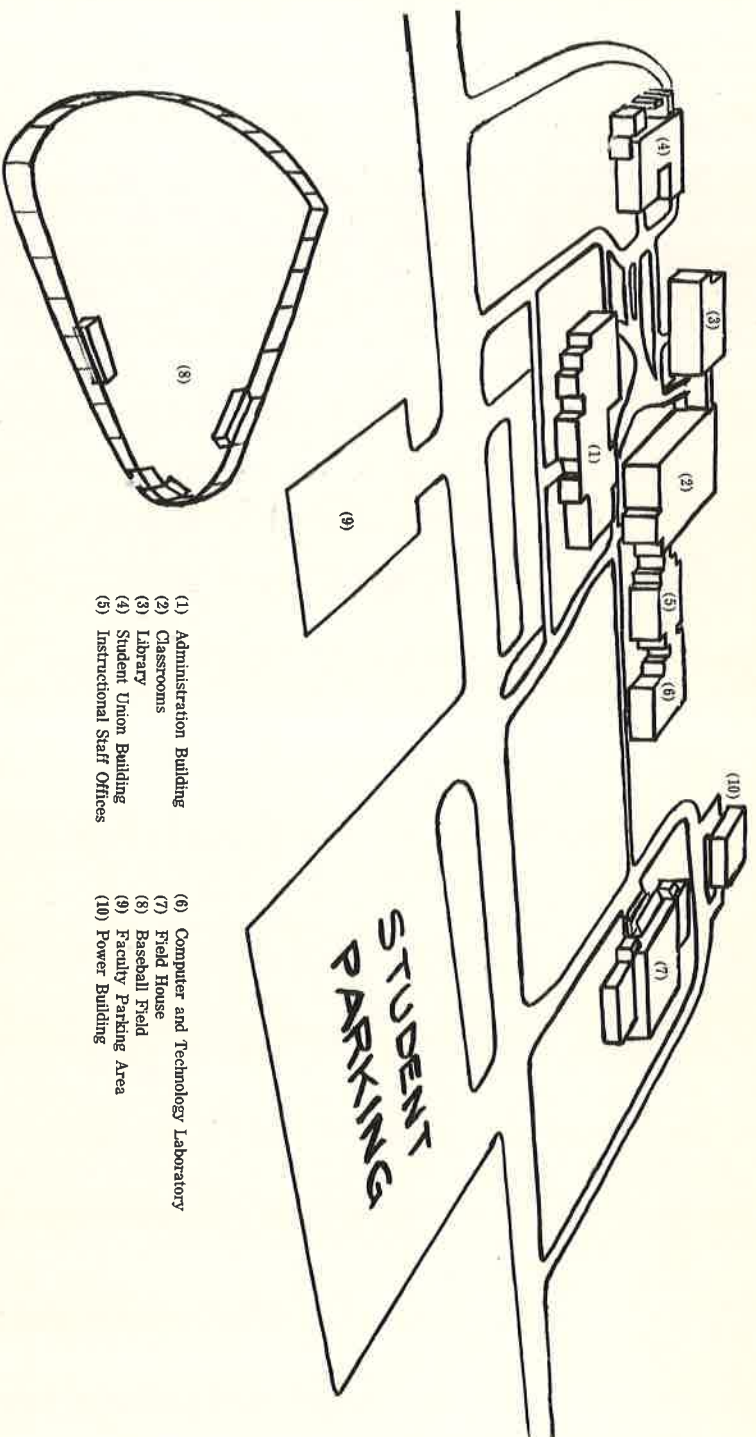 (4)
(3)
(1)
(2)
(5)
(6)
(10)
(7)
(8)
(9)
STUDENT
PARKING
(1) Administration Building
(2) Classrooms
(3) Library
(4) Student Union Building
(5) Instructional Staff Offices
(6) Computer and Technology Laboratory
(7) Field House
(8) Baseball Field
(9) Faculty Parking Area
(10) Power Building